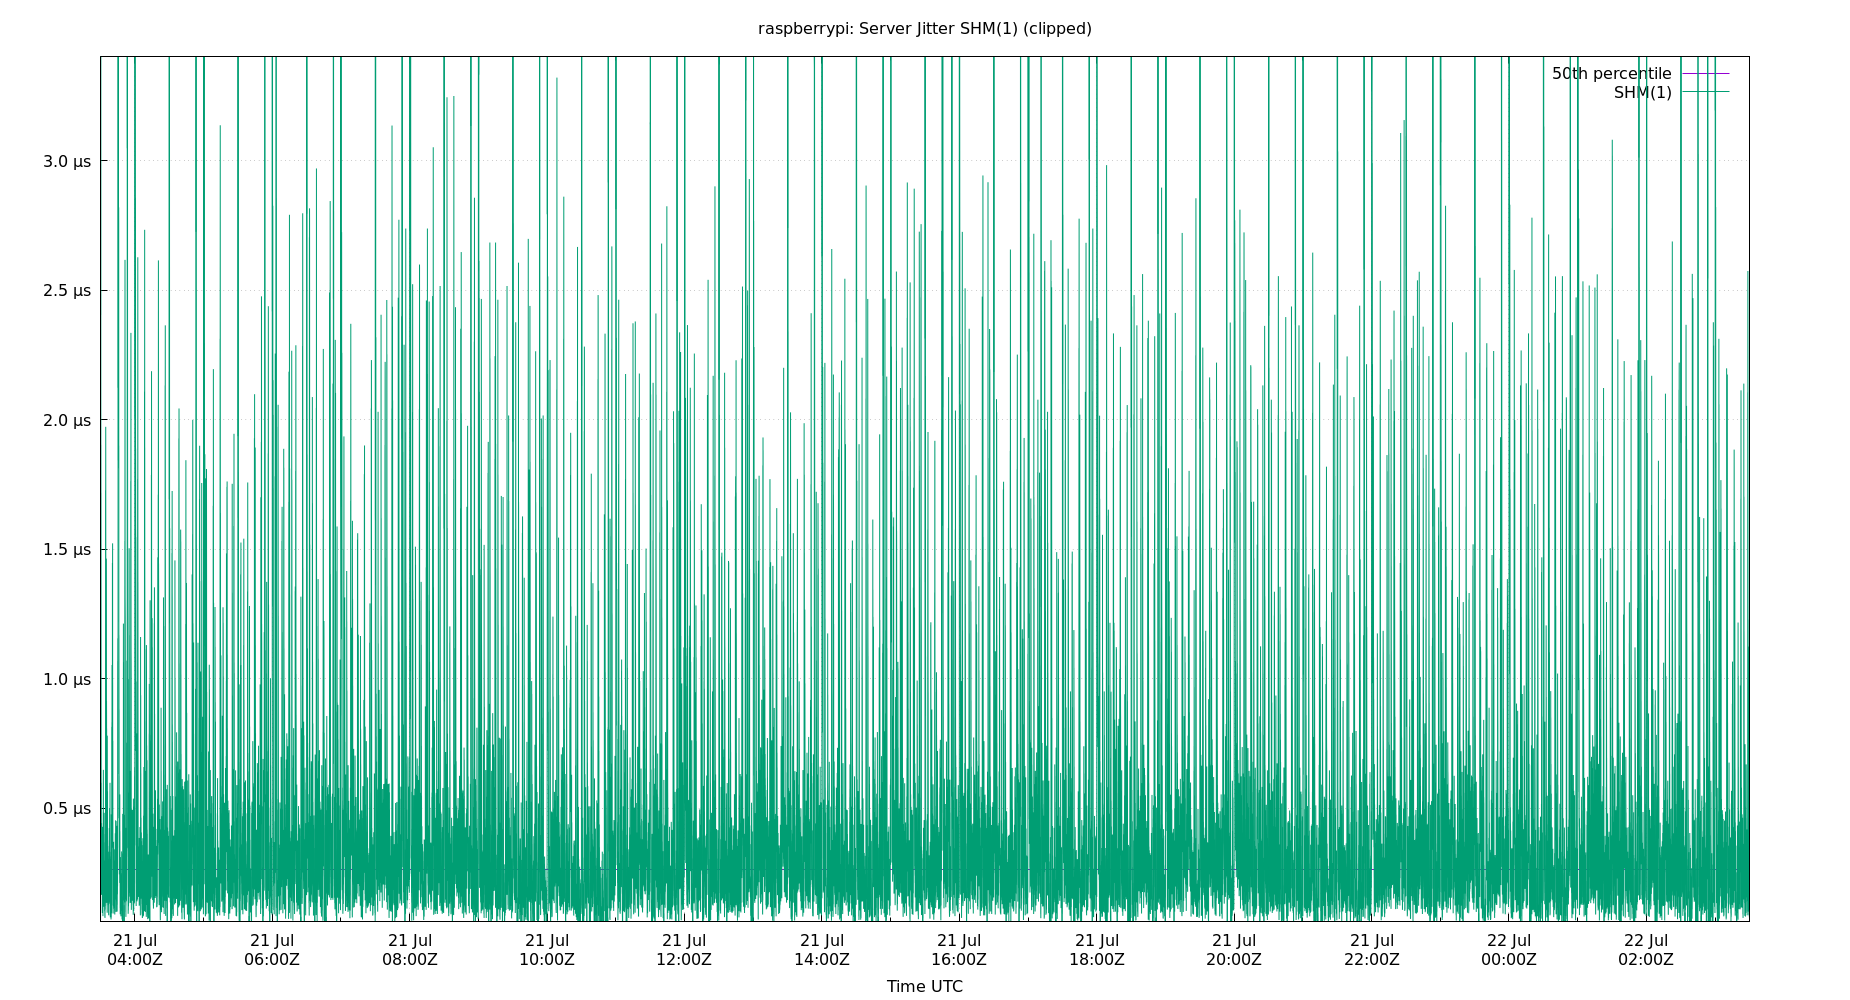 raspberrypi: Server Jitter SHM(1) (clipped)
50th percentile
SHM(1)
3.0 µs
2.5 µs
2.0 µs
1.5 µs
1.0 µs
0.5 µs
21 Jul 21 Jul 21 Jul 21 Jul 21 Jul 21 Jul 21 Jul 21 Jul 21 Jul 21 Jul 22 Jul 22 Jul
04:00Z 06:00Z 08:00Z 10:00Z 12:00Z 14:00Z 16:00Z 18:00Z 20:00Z 22:00Z 00:00Z 02:00Z
Time UTC